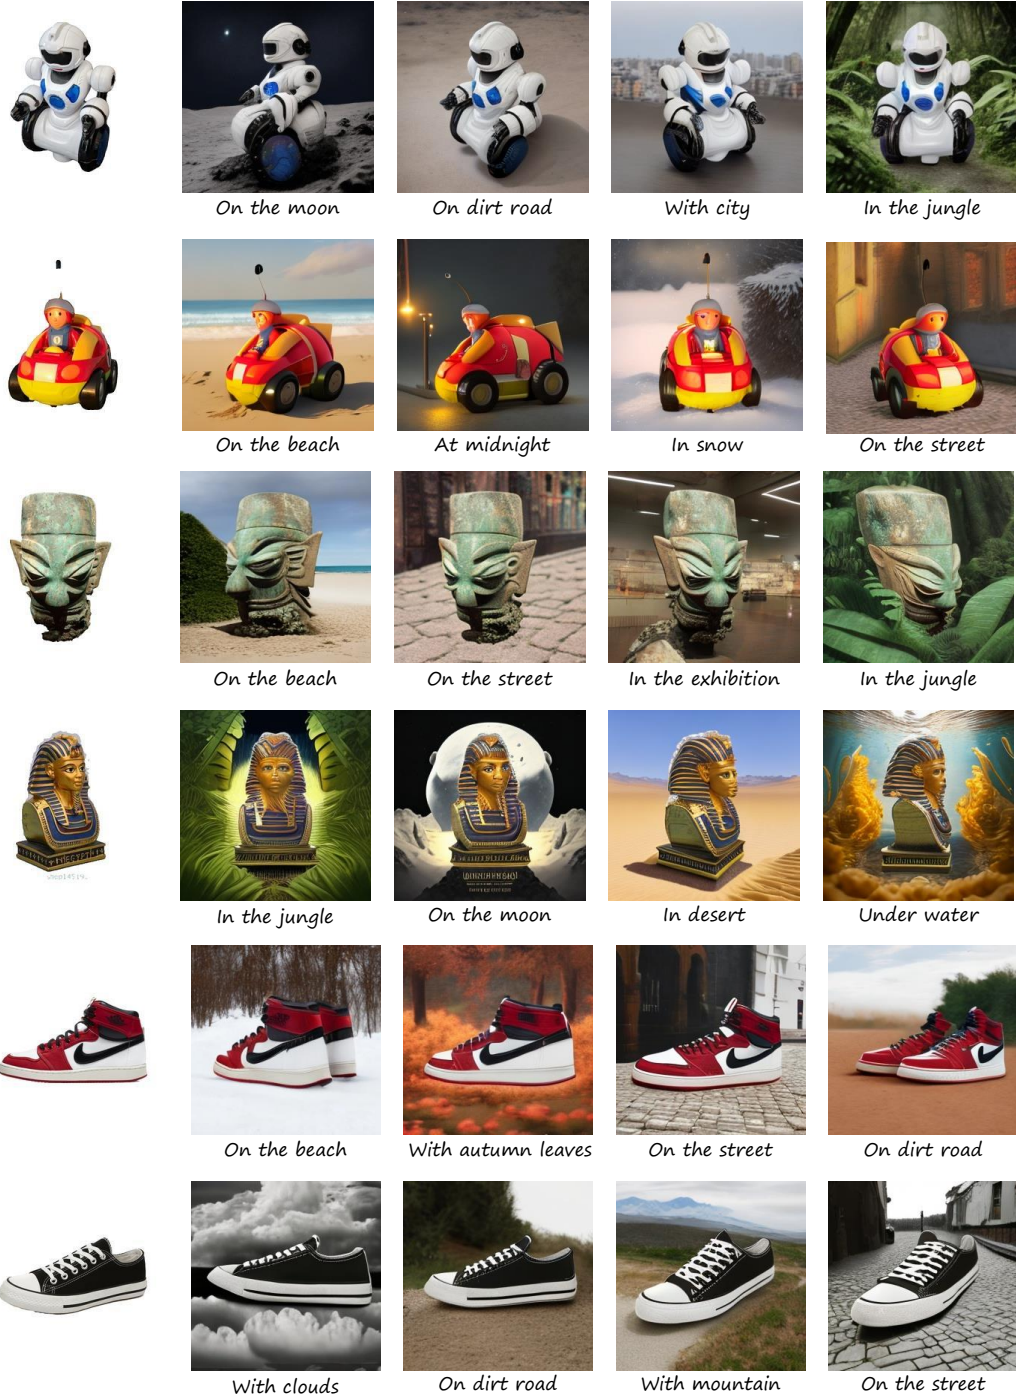 On the moon
On dirt road
With city
In the jungle
On the beach
At midnight
In snow
On the street
On the beach
On the street
In the exhibition
In the jungle
In the jungle
On the moon
In desert
Under water
On the beach
With autumn leaves
On the street
On dirt road
With clouds
On dirt road
With mountain
On the street